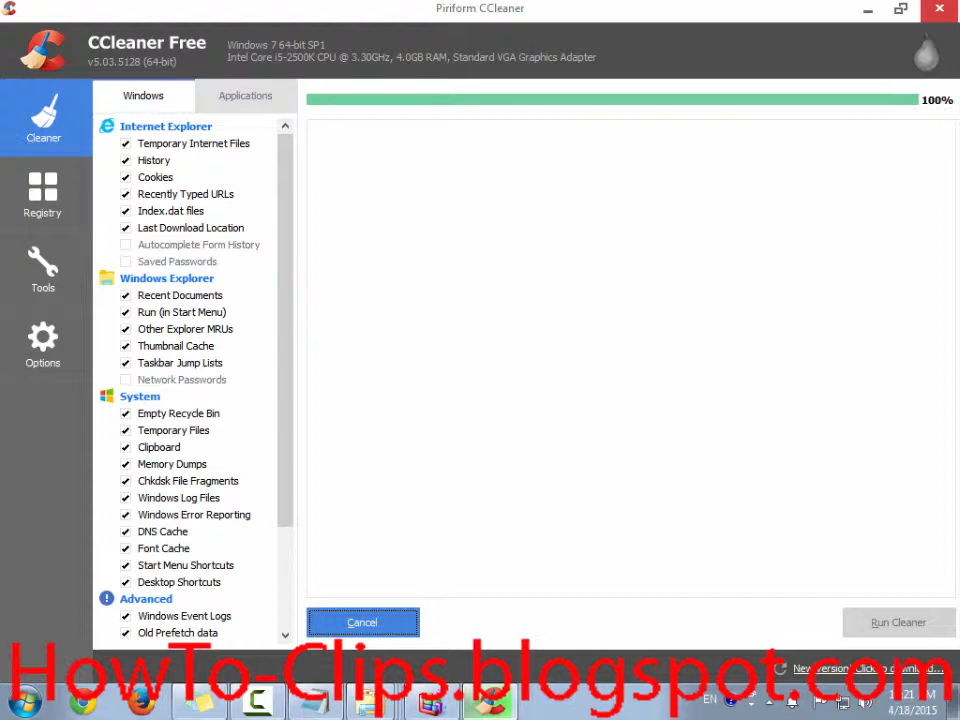 Piriform CCleaner
CCleaner Free
v5.03.5128 (64-bit)
Windows 7 64-bit SP1
Intel Core i5-2500K CPU @ 3.30GHz, 4.0GB RAM, Standard VGA Graphics Adapter
Cleaner
Registry
Tools
Options
Windows
Applications
Internet Explorer
Temporary Internet Files
History
Cookies
Recently Typed URLs
Index.dat files
Last Download Location
Autocomplete Form History
Saved Passwords
Windows Explorer
Recent Documents
Run (in Start Menu)
Other Explorer MRUs
Thumbnail Cache
Taskbar Jump Lists
Network Passwords
System
Empty Recycle Bin
Temporary Files
Clipboard
Memory Dumps
Chkdsk File Fragments
Windows Log Files
Windows Error Reporting
DNS Cache
Font Cache
Start Menu Shortcuts
Desktop Shortcuts
Advanced
Windows Event Logs
Old Prefetch data
100%
Cancel
Run Cleaner
New version! Click to download...
HowTo-Clips.blogspot.com
EN
4/18/2015